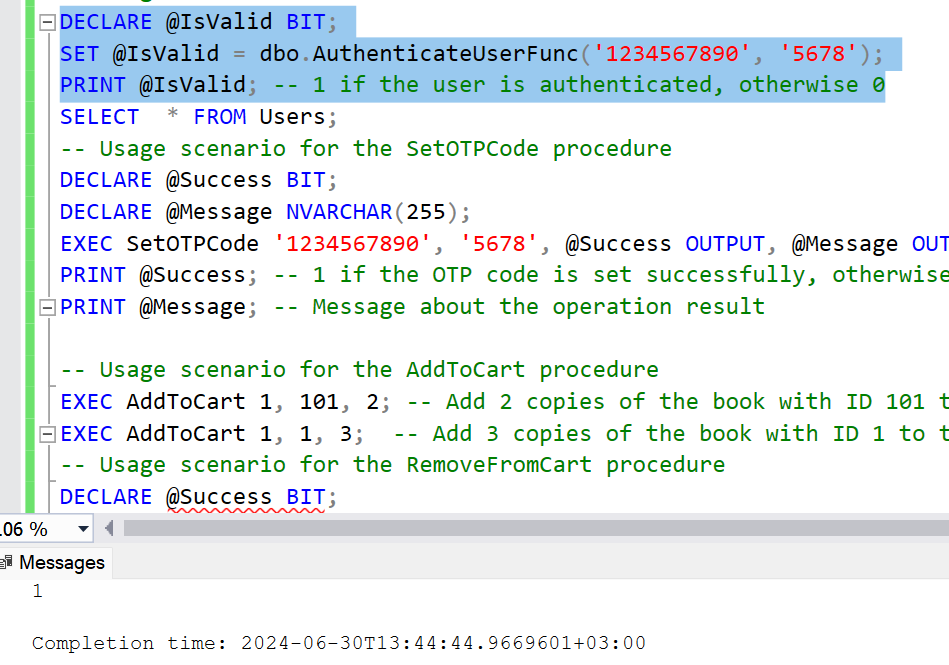 DECLARE @IsValid BIT;
SET @IsValid = dbo.AuthenticateUserFunc('1234567890', '5678');
PRINT @IsValid; -- 1 if the user is authenticated, otherwise 0
SELECT  * FROM Users;
-- Usage scenario for the SetOTPCode procedure
DECLARE @Success BIT;
DECLARE @Message NVARCHAR(255);
EXEC SetOTPCode '1234567890', '5678', @Success OUTPUT, @Message OUT
PRINT @Success; -- 1 if the OTP code is set successfully, otherwise
PRINT @Message; -- Message about the operation result
-- Usage scenario for the AddToCart procedure
EXEC AddToCart 1, 101, 2; -- Add 2 copies of the book with ID 101 t
EXEC AddToCart 1, 1, 3;  -- Add 3 copies of the book with ID 1 to t
-- Usage scenario for the RemoveFromCart procedure
DECLARE @Success BIT;
.06 %
Messages
1
Completion time: 2024-06-30T13:44:44.9669601+03:00